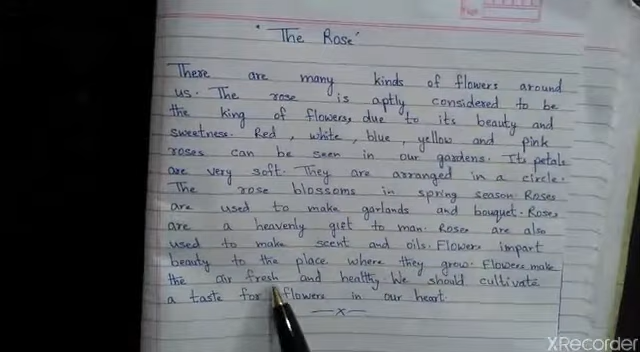 'The Rose'
There are many kinds of flowers around
us. The rose is aptly considered to be
the king of flowers, due to its beauty and
sweetness. Red, white, blue, yellow and pink
roses can be seen in our gardens. Its petals
are very soft. They are arranged in a circle.
The rose blossoms in spring season. Roses
are used to make garlands and bouquet. Roses
are a heavenly gift to man. Roses are also
used to make scent and oils. Flowers impart
beauty to the place where they grow. Flowers make
the air fresh and healthy. We should cultivate
a taste for flowers in our heart.
—x—
XRecorder